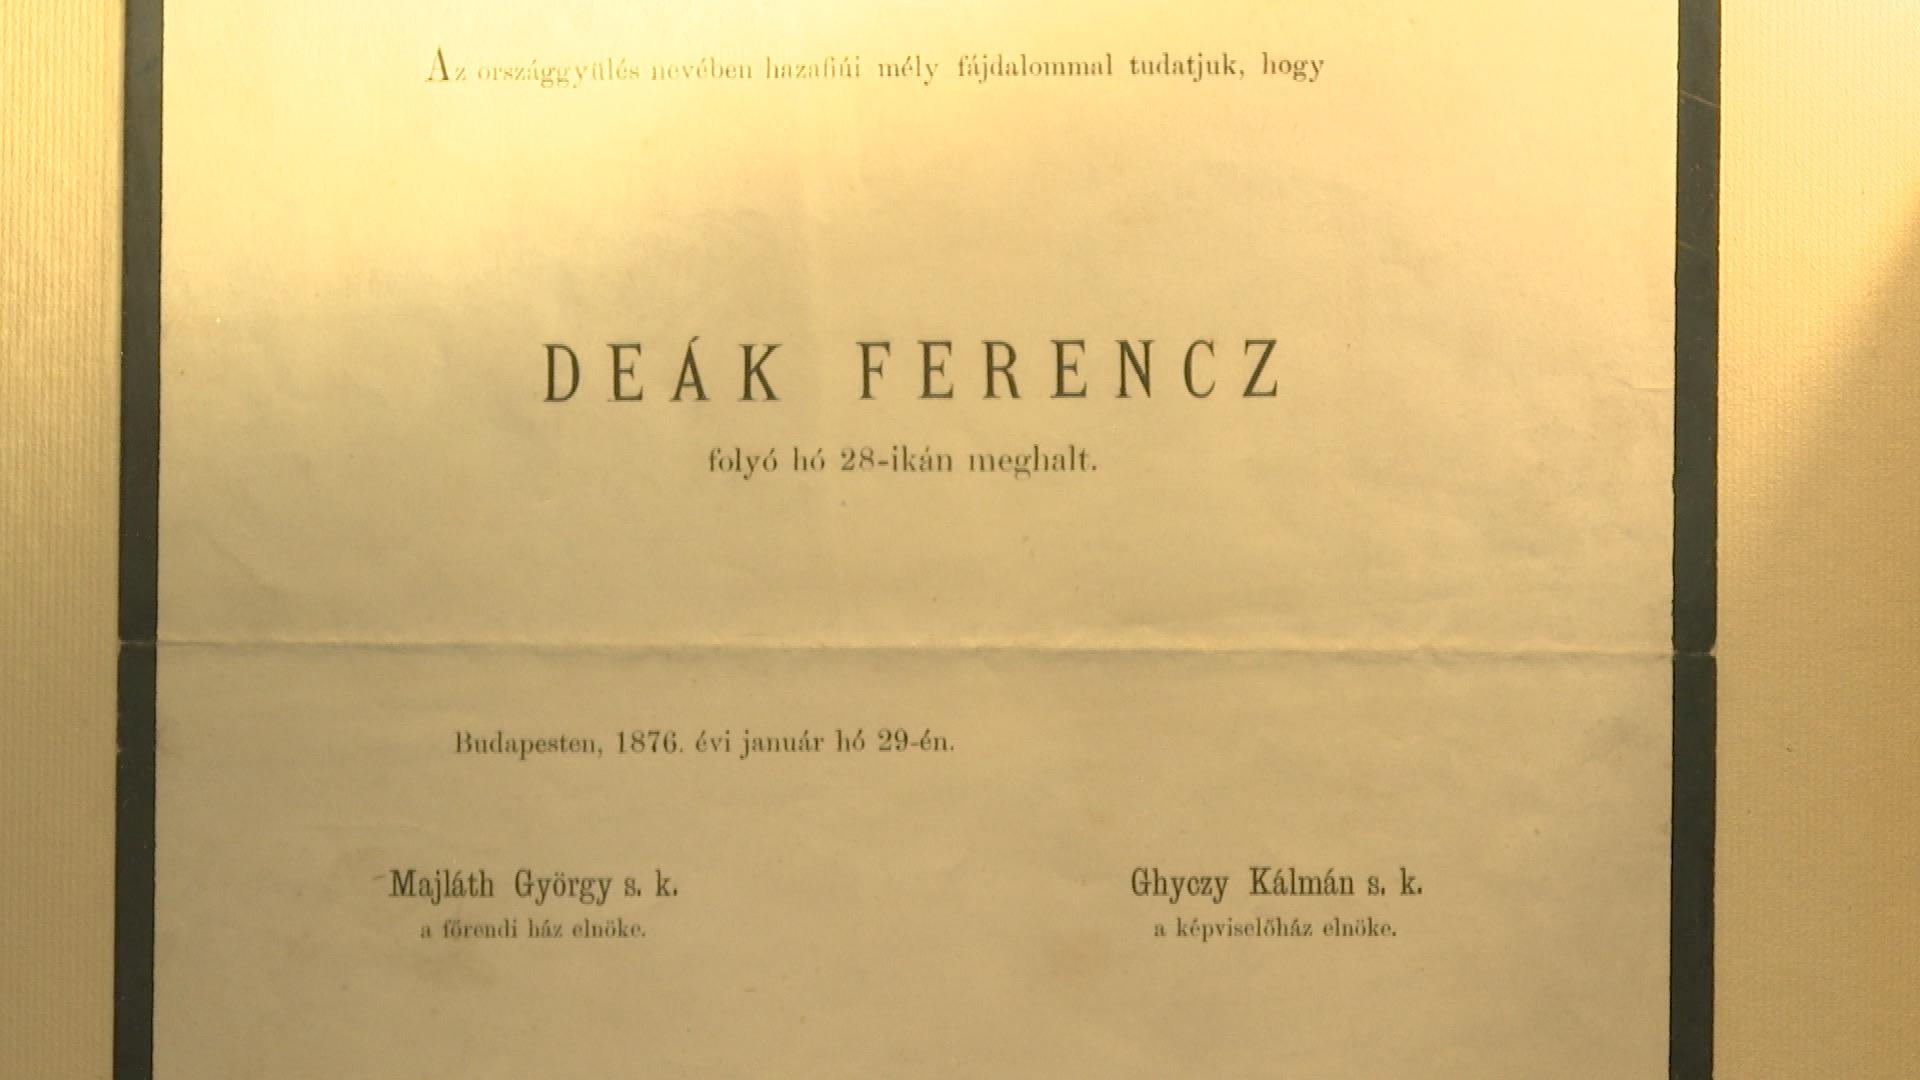 Az országgyülés nevében hazafiúi mély fájdalommal tudatjuk, hogy
DEÁK FERENCZ
folyó hó 28-ikán meghalt.
Budapesten, 1876. évi január hó 29-én.
Majláth György s. k.
a főrendi ház elnöke.
Ghyczy Kálmán s. k.
a képviselőház elnöke.